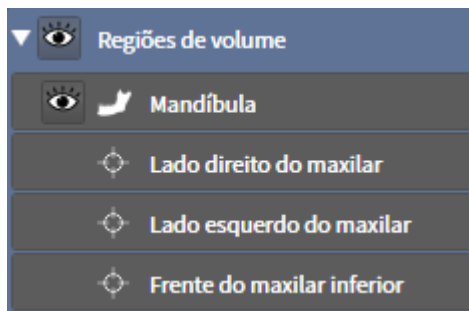 Regiões de volume
Mandíbula
Lado direito do maxilar
Lado esquerdo do maxilar
Frente do maxilar inferior